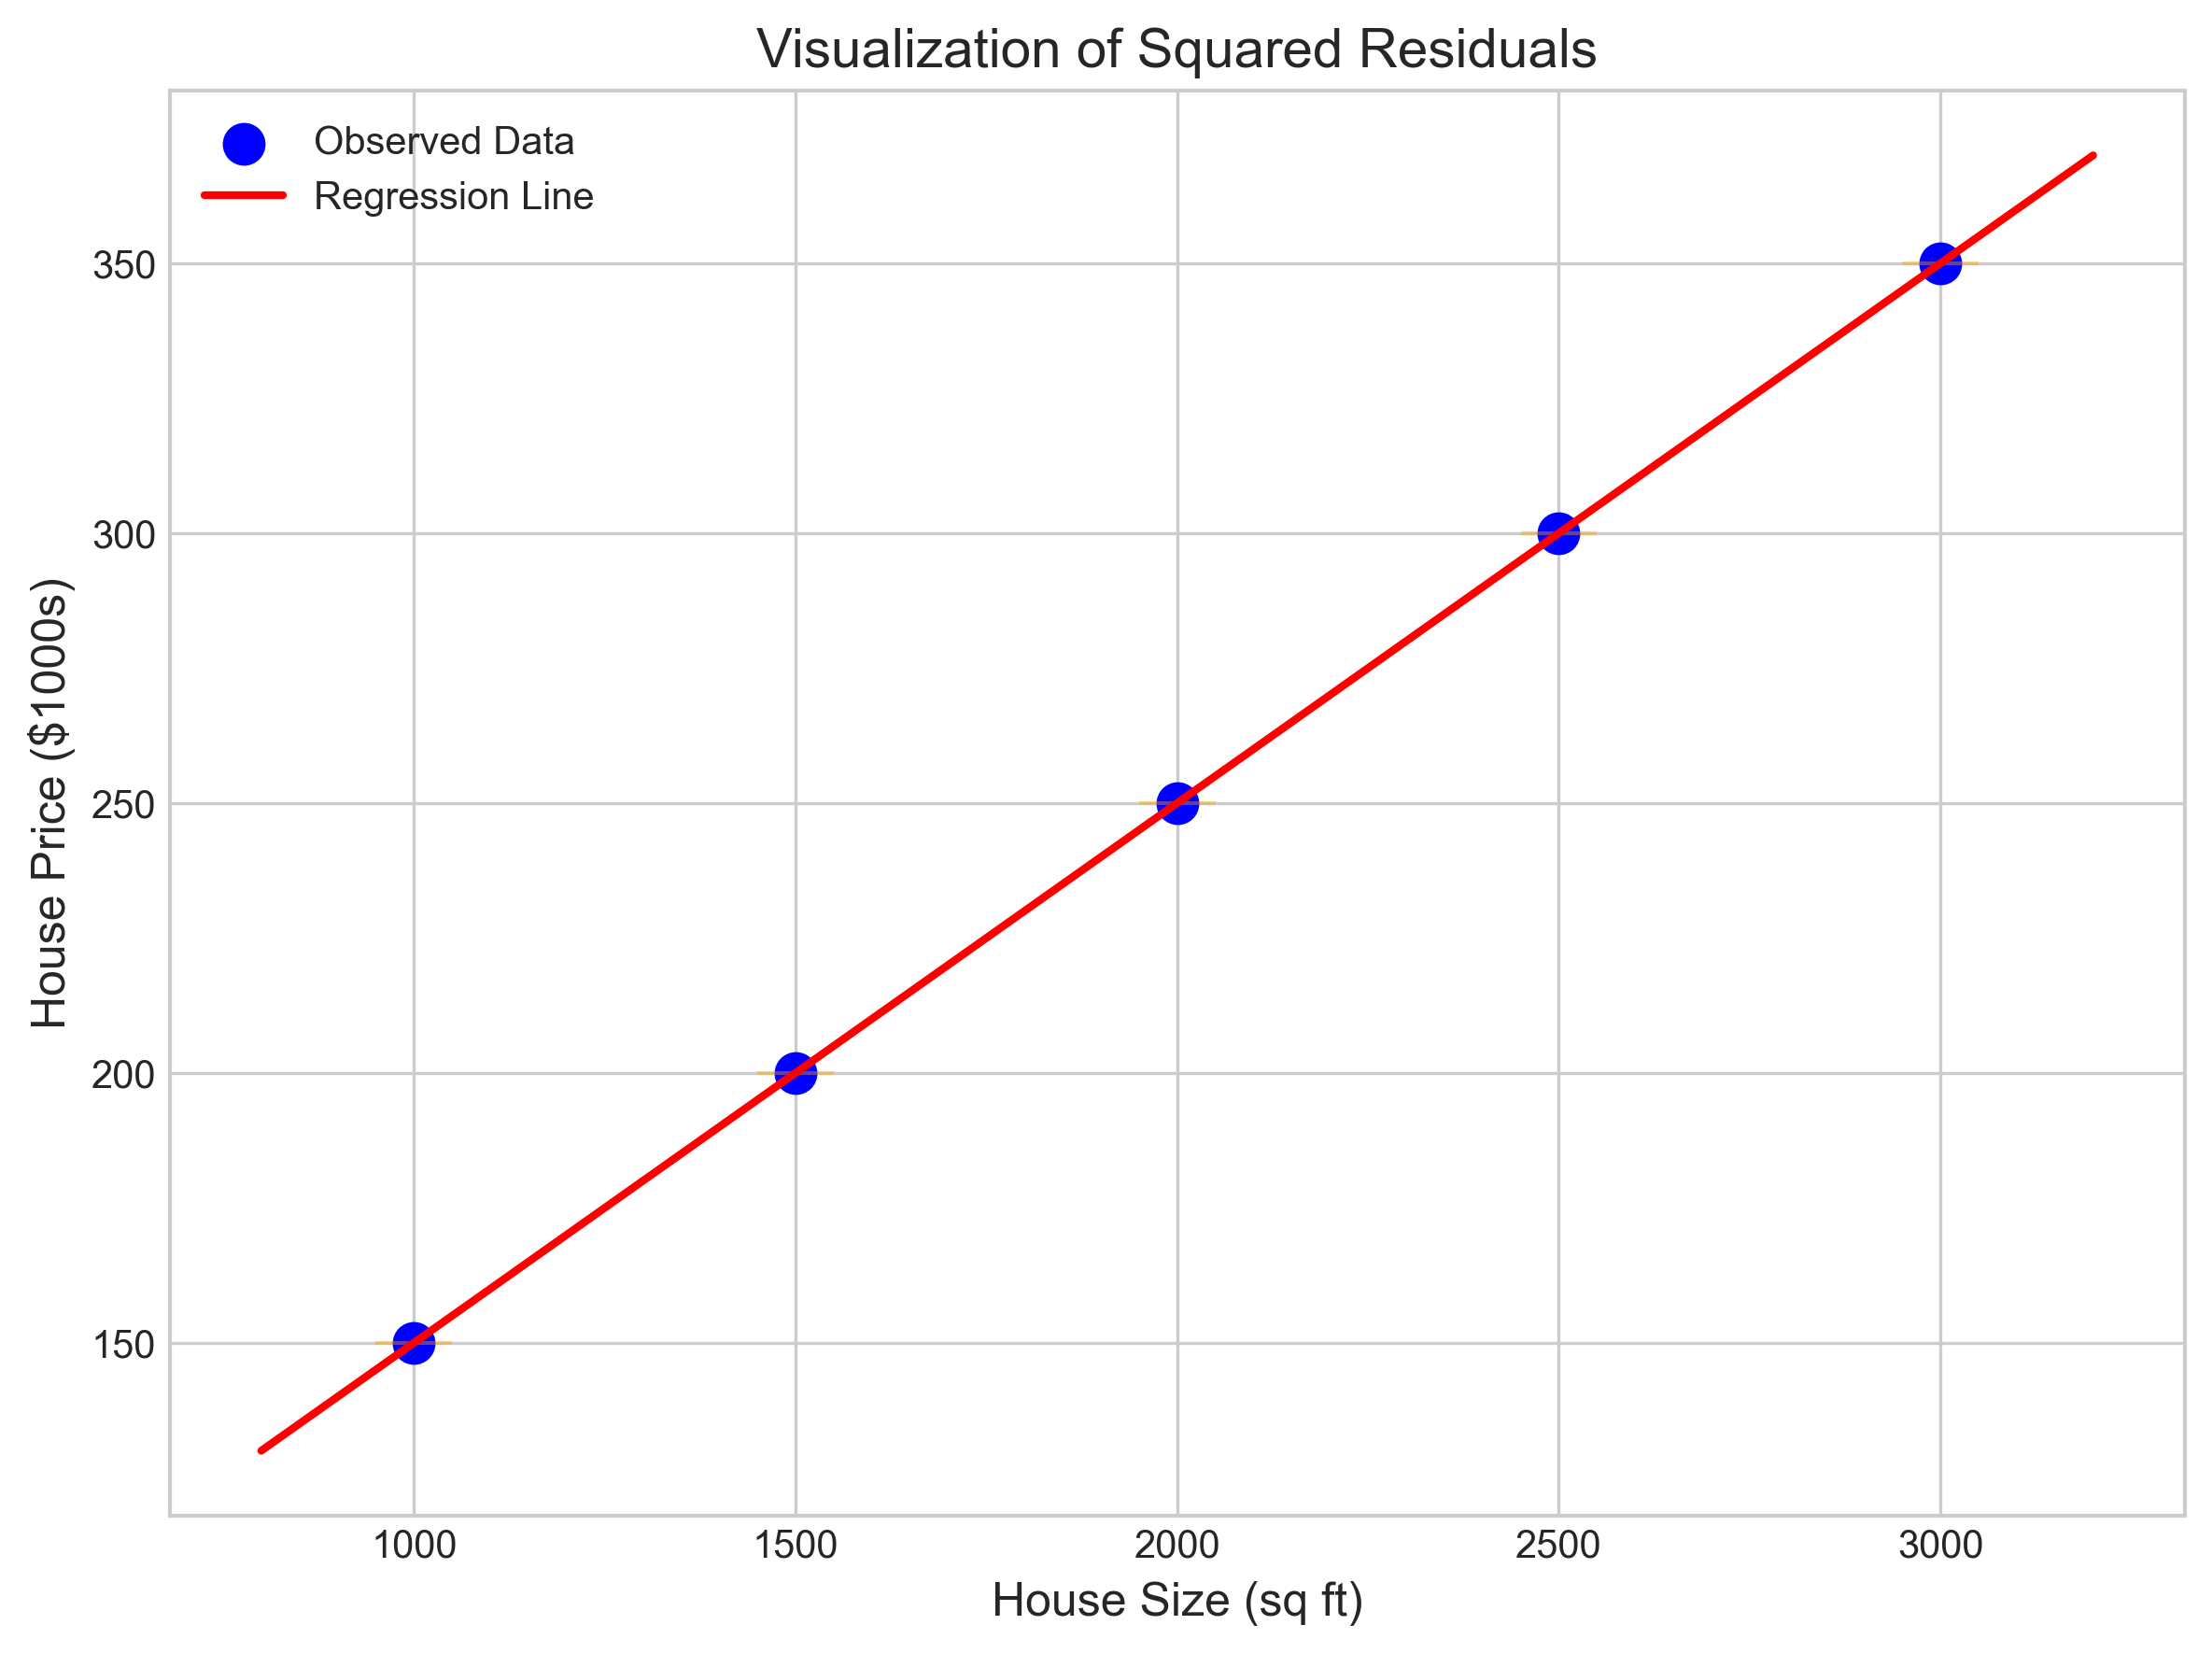 Visualization of Squared Residuals
Observed Data
Regression Line
House Price ($1000s)
350
300
250
200
150
1000 1500 2000 2500 3000
House Size (sq ft)